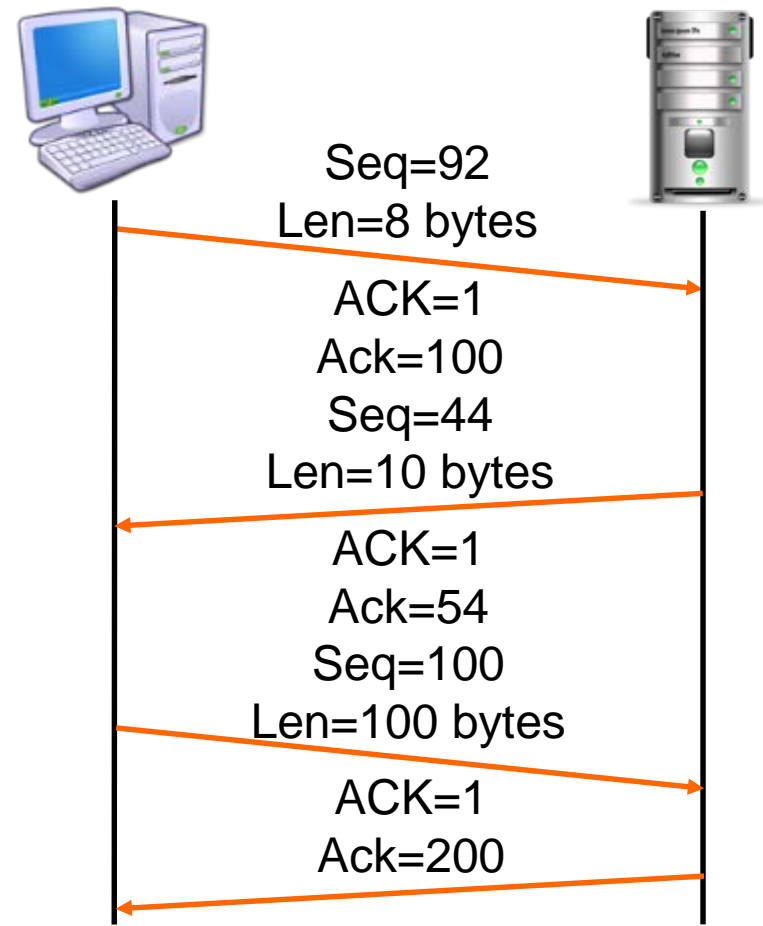 Seq=92
Len=8 bytes
ACK=1
Ack=100
Seq=44
Len=10 bytes
ACK=1
Ack=54
Seq=100
Len=100 bytes
ACK=1
Ack=200